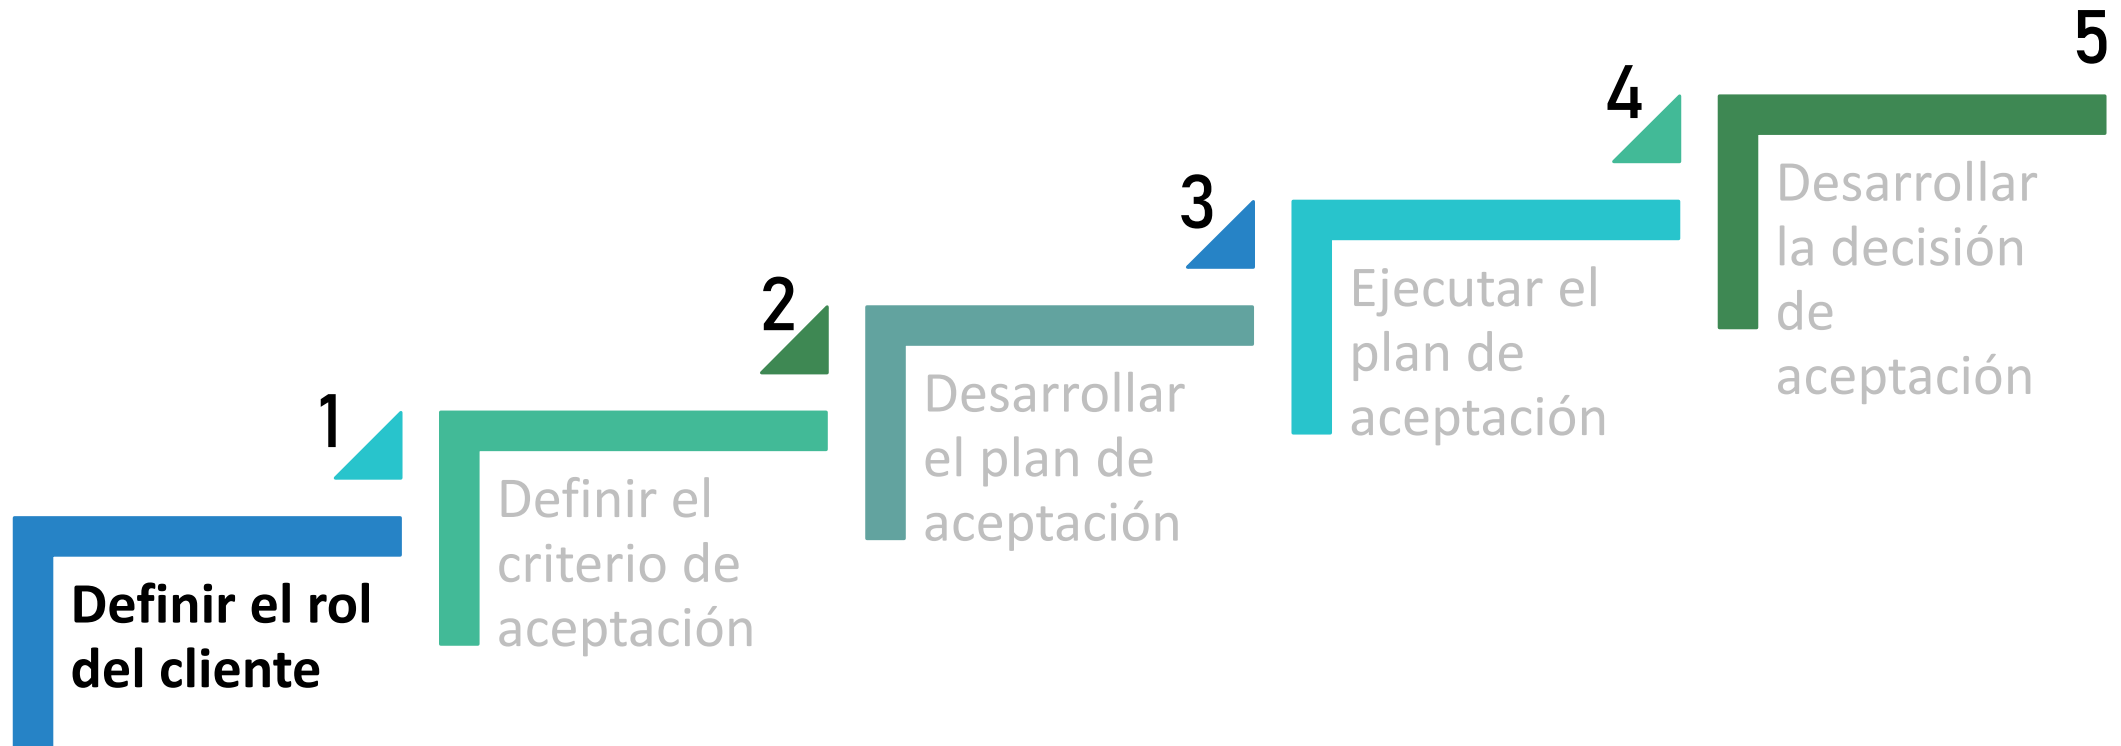 1
Definir el rol
del cliente
2
Definir el
criterio de
aceptación
3
Desarrollar
el plan de
aceptación
4
Ejecutar el
plan de
aceptación
5
Desarrollar
la decisión
de
aceptación